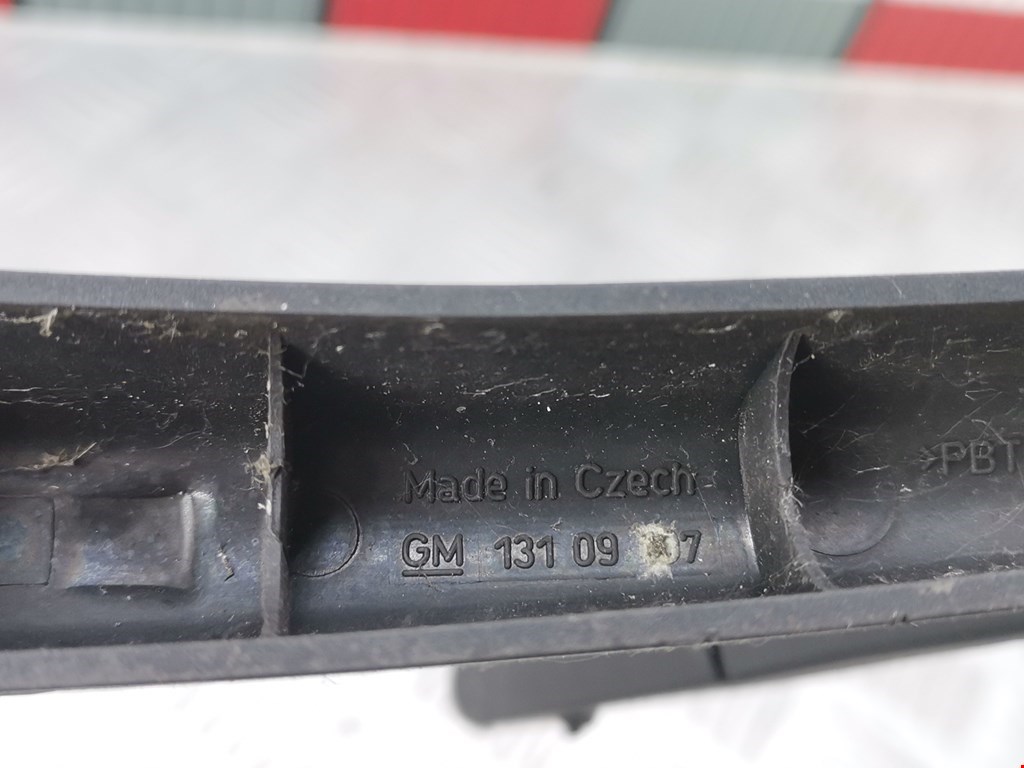 Made in Czech
GM 131 09
>PBT